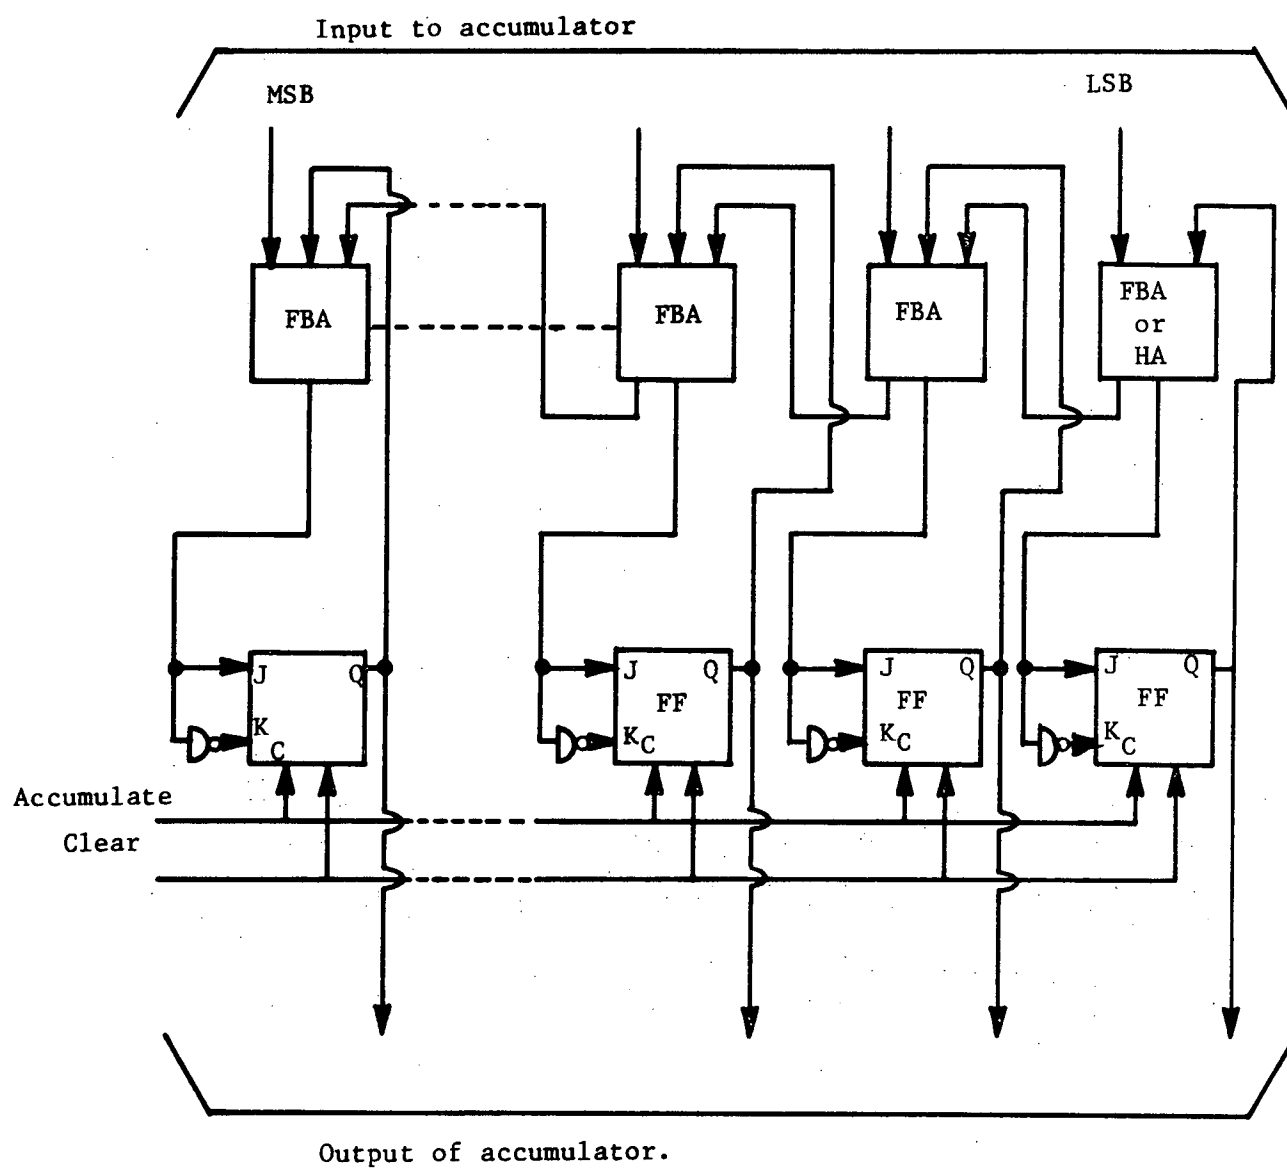 Input to accumulator
MSB
LSB
FBA
FBA
FBA
FBA
or
HA
J
Q
K
C
J
Q
FF
K
C
J
Q
FF
K
C
J
Q
FF
K
C
Accumulate
Clear
Output of accumulator.